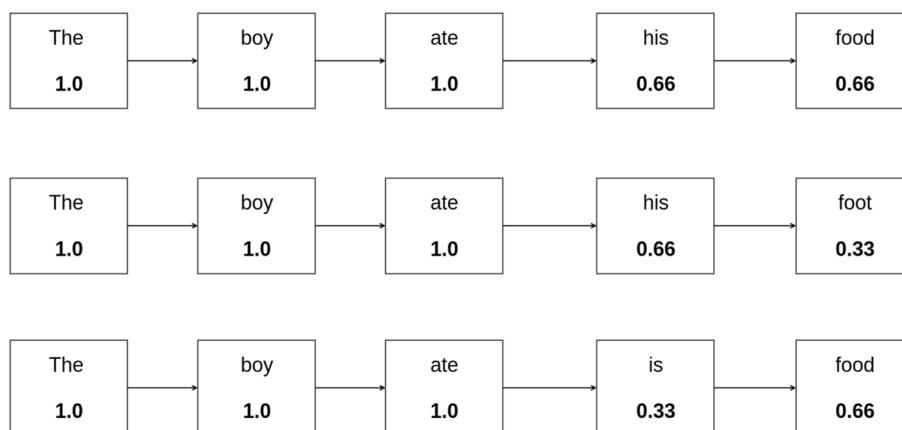 The boy ate his food
1.0 1.0 1.0 0.66 0.66
The boy ate his foot
1.0 1.0 1.0 0.66 0.33
The boy ate is food
1.0 1.0 1.0 0.33 0.66